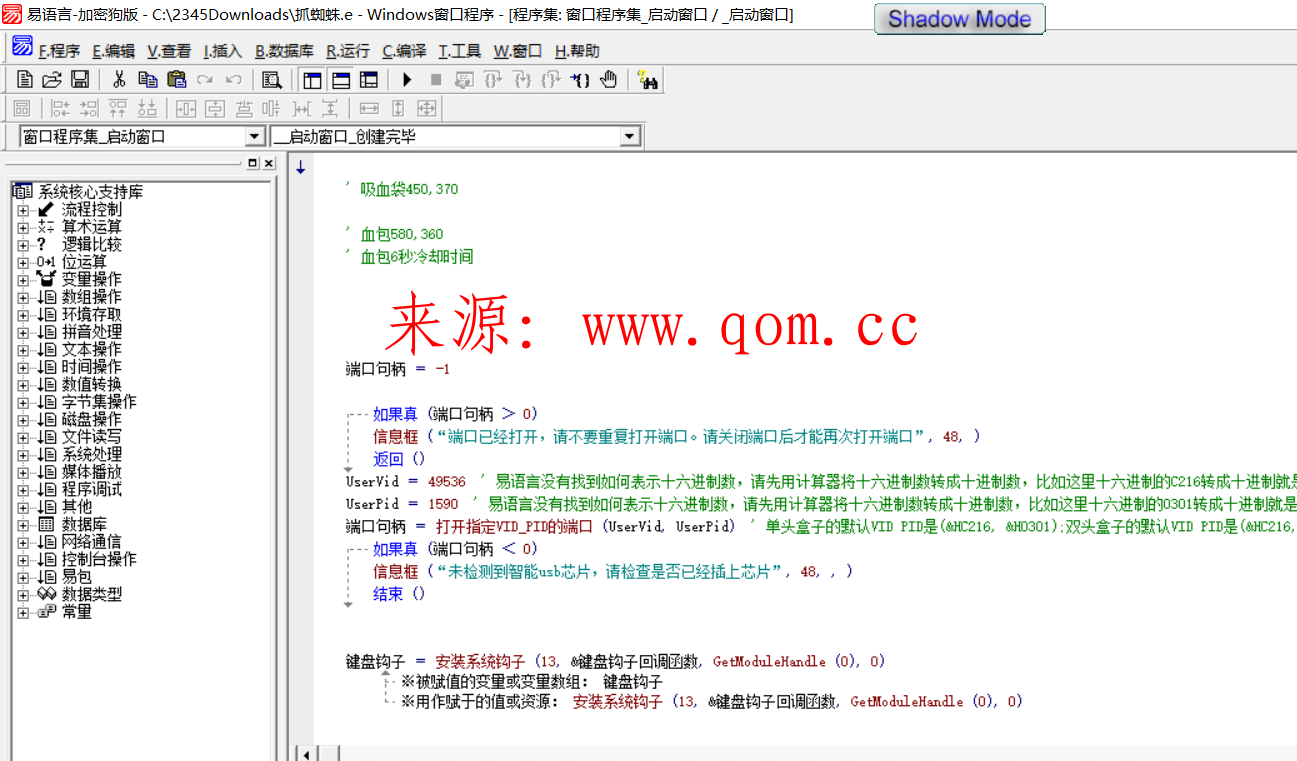 易语言-加密狗版 - C:\2345Downloads\抓蜘蛛.e - Windows窗口程序 - [程序集: 窗口程序集_启动窗口 / _启动窗口]
Shadow Mode
F.程序 E.编辑 V.查看 I.插入 B.数据库 R.运行 C.编译 T.工具 W.窗口 H.帮助
窗口程序集_启动窗口
__启动窗口_创建完毕
系统核心支持库
流程控制
算术运算
逻辑比较
位运算
变量操作
数组操作
环境存取
拼音处理
文本操作
时间操作
数值转换
字节集操作
磁盘操作
文件读写
系统处理
媒体播放
程序调试
其他
数据库
网络通信
控制台操作
易包
数据类型
常量
' 吸血袋450,370
' 血包580,360
' 血包6秒冷却时间
来源: www.qom.cc
端口句柄 = -1
如果真 (端口句柄 > 0)
信息框 (“端口已经打开，请不要重复打开端口。请关闭端口后才能再次打开端口”, 48, )
返回 ()
UserVid = 49536 ' 易语言没有找到如何表示十六进制数，请先用计算器将十六进制数转成十进制数，比如这里十六进制的C216转成十进制就是
UserPid = 1590 ' 易语言没有找到如何表示十六进制数，请先用计算器将十六进制数转成十进制数，比如这里十六进制的0301转成十进制就是
端口句柄 = 打开指定VID_PID的端口 (UserVid, UserPid) ' 单头盒子的默认VID PID是(&HC216, &H0301);双头盒子的默认VID PID是(&HC216,
如果真 (端口句柄 < 0)
信息框 (“未检测到智能usb芯片，请检查是否已经插上芯片”, 48, , )
结束 ()
键盘钩子 = 安装系统钩子 (13, &键盘钩子回调函数, GetModuleHandle (0), 0)
※被赋值的变量或变量数组: 键盘钩子
※用作赋于的值或资源: 安装系统钩子 (13, &键盘钩子回调函数, GetModuleHandle (0), 0)